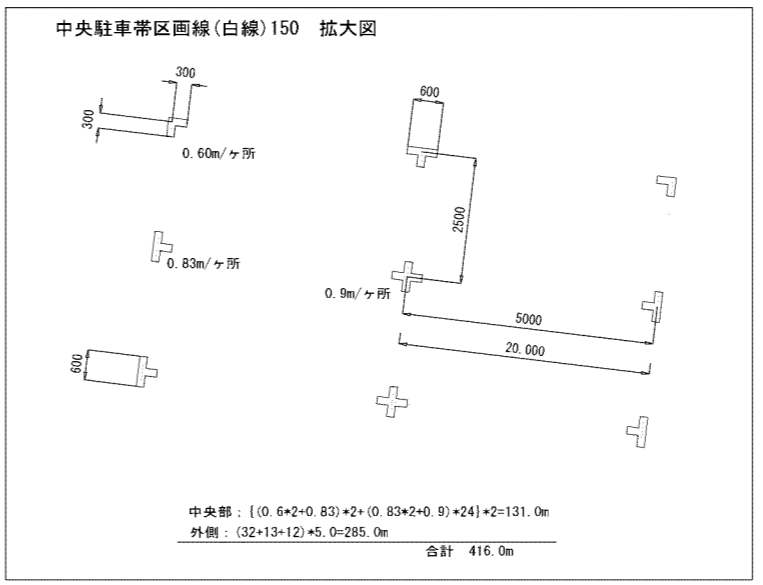 中央駐車帯区画線(白線)150　拡大図
300
300
0.60m/ヶ所
600
2500
0.83m/ヶ所
0.9m/ヶ所
5000
20.000
600
中央部：{(0.6*2+0.83)*2+(0.83*2+0.9)*24}*2=131.0m
外側：(32+13+12)*5.0=285.0m
合計　416.0m